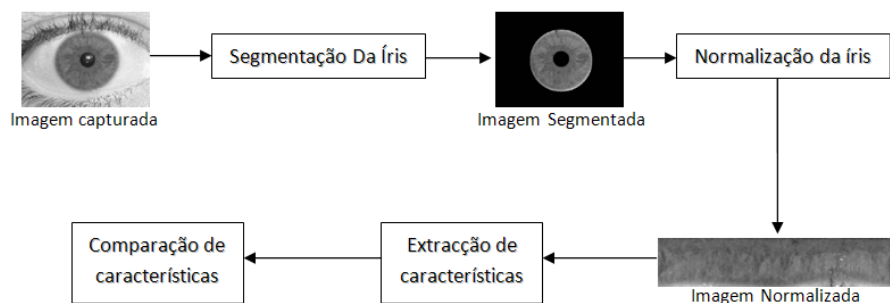 Imagem capturada
Segmentação Da Íris
Imagem Segmentada
Normalização da íris
Imagem Normalizada
Extracção de
características
Comparação de
características